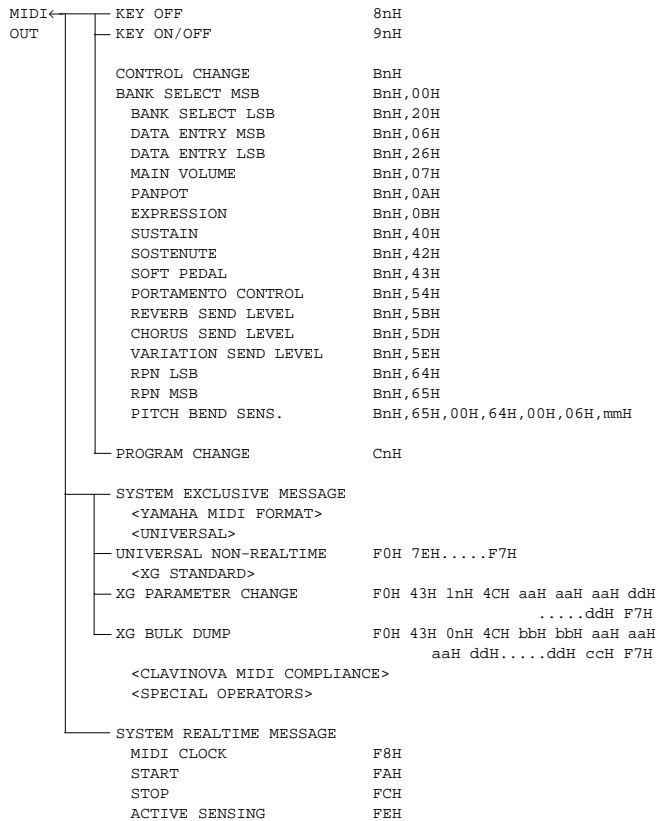 MIDI KEY OFF 8nH
OUT KEY ON/OFF 9nH
CONTROL CHANGE BnH
BANK SELECT MSB BnH,00H
BANK SELECT LSB BnH,20H
DATA ENTRY MSB BnH,06H
DATA ENTRY LSB BnH,26H
MAIN VOLUME BnH,07H
PANPOT BnH,0AH
EXPRESSION BnH,0BH
SUSTAIN BnH,40H
SOSTENUTE BnH,42H
SOFT PEDAL BnH,43H
PORTAMENTO CONTROL BnH,54H
REVERB SEND LEVEL BnH,5BH
CHORUS SEND LEVEL BnH,5DH
VARIATION SEND LEVEL BnH,5EH
RPN LSB BnH,64H
RPN MSB BnH,65H
PITCH BEND SENS. BnH,65H,00H,64H,00H,06H,mmH
PROGRAM CHANGE CnH
SYSTEM EXCLUSIVE MESSAGE
<YAMAHA MIDI FORMAT>
<UNIVERSAL>
UNIVERSAL NON-REALTIME F0H 7EH.....F7H
<XG STANDARD>
XG PARAMETER CHANGE F0H 43H 1nH 4CH aaH aaH aaH ddH
.....ddH F7H
XG BULK DUMP F0H 43H 0nH 4CH bbH bbH aaH aaH
aaH ddH.....ddH ccH F7H
<CLAVINOVA MIDI COMPLIANCE>
<SPECIAL OPERATORS>
SYSTEM REALTIME MESSAGE
MIDI CLOCK F8H
START FAH
STOP FCH
ACTIVE SENSING FEH